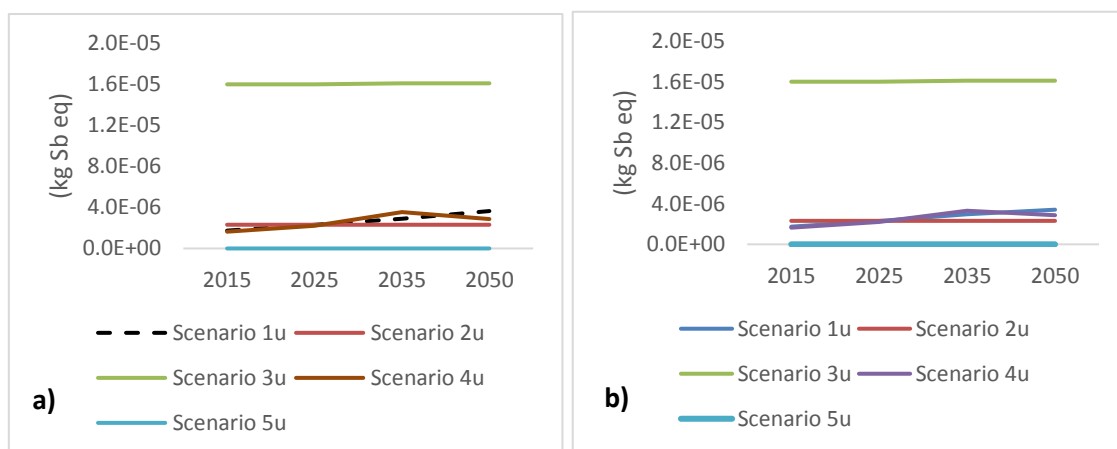 2.0E-05
1.6E-05
1.2E-05
8.0E-06
4.0E-06
0.0E+00
(kg Sb eq)
2015 2025 2035 2050
Scenario 1u Scenario 2u
Scenario 3u Scenario 4u
Scenario 5u
a)
2.0E-05
1.6E-05
1.2E-05
8.0E-06
4.0E-06
0.0E+00
(kg Sb eq)
2015 2025 2035 2050
Scenario 1u Scenario 2u
Scenario 3u Scenario 4u
Scenario 5u
b)